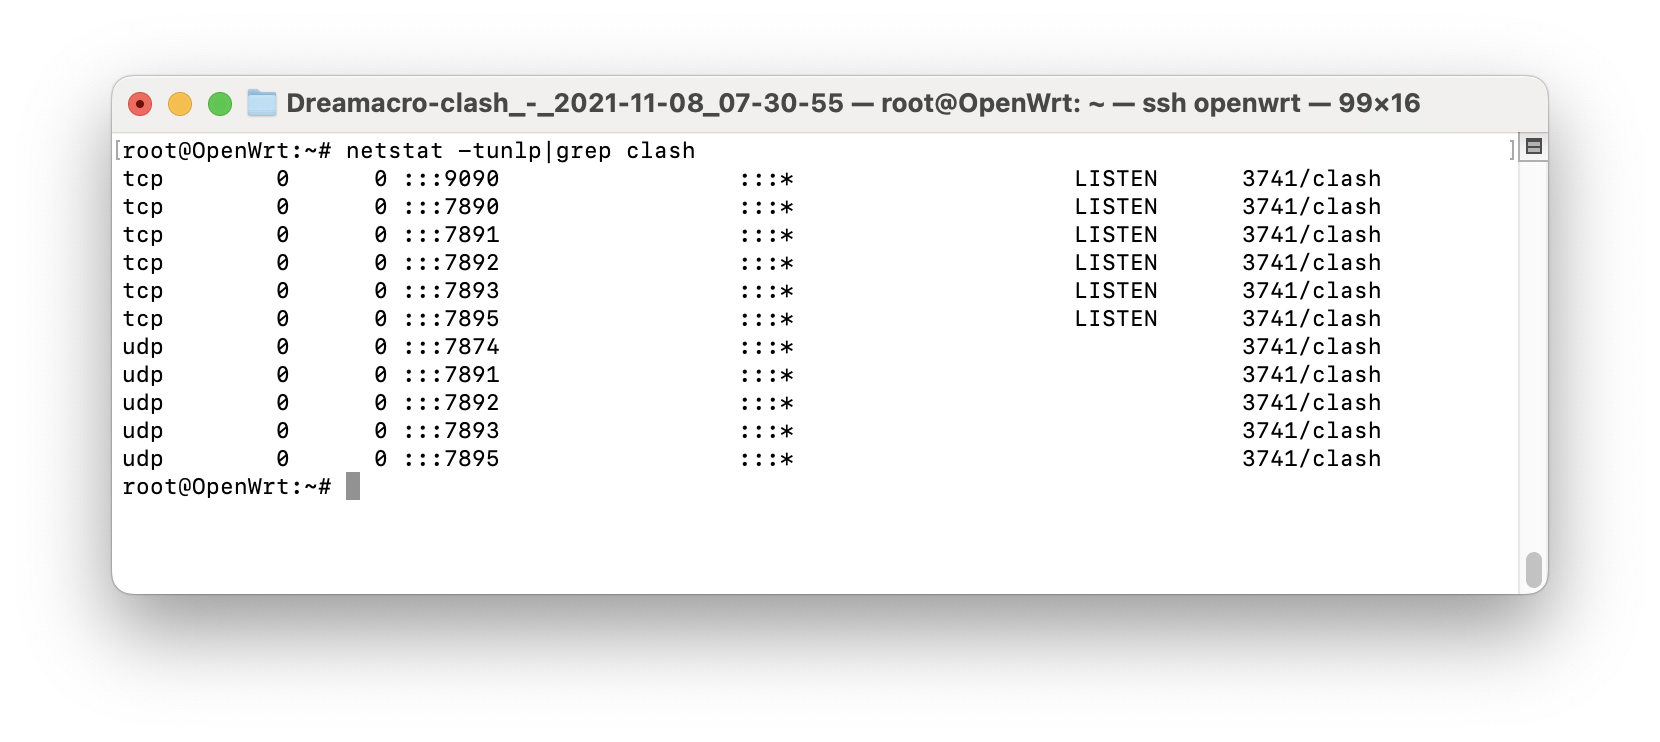 Dreamacro-clash_-_2021-11-08_07-30-55 — root@OpenWrt: ~ — ssh openwrt — 99×16
[root@OpenWrt:~# netstat -tunlp|grep clash ]
tcp        0      0 :::9090                 :::*                    LISTEN      3741/clash
tcp        0      0 :::7890                 :::*                    LISTEN      3741/clash
tcp        0      0 :::7891                 :::*                    LISTEN      3741/clash
tcp        0      0 :::7892                 :::*                    LISTEN      3741/clash
tcp        0      0 :::7893                 :::*                    LISTEN      3741/clash
tcp        0      0 :::7895                 :::*                    LISTEN      3741/clash
udp        0      0 :::7874                 :::*                                3741/clash
udp        0      0 :::7891                 :::*                                3741/clash
udp        0      0 :::7892                 :::*                                3741/clash
udp        0      0 :::7893                 :::*                                3741/clash
udp        0      0 :::7895                 :::*                                3741/clash
root@OpenWrt:~#